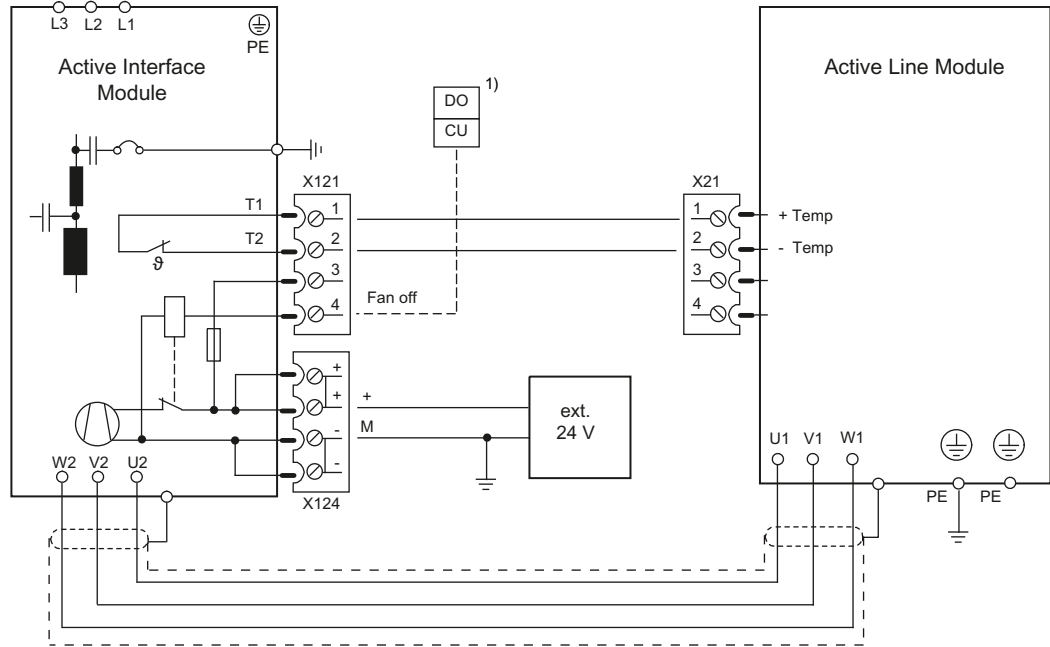 L3 L2 L1
PE
Active Interface
Module
Active Line Module
1)
DO
CU
X121
X21
T1
1
1
+ Temp
T2
2
2
- Temp
ϑ
3
3
4
Fan off
4
+
+
+
-
M
-
X124
ext.
24 V
W2 V2 U2
U1 V1 W1
PE PE